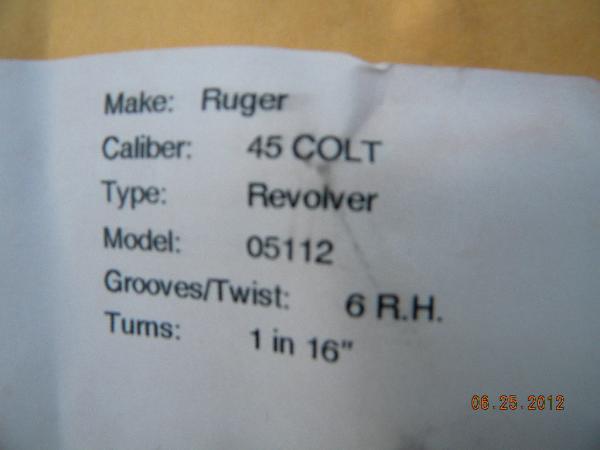 Make: Ruger
Caliber: 45 COLT
Type: Revolver
Model: 05112
Grooves/Twist: 6 R.H.
Turns: 1 in 16"
06.25.2012